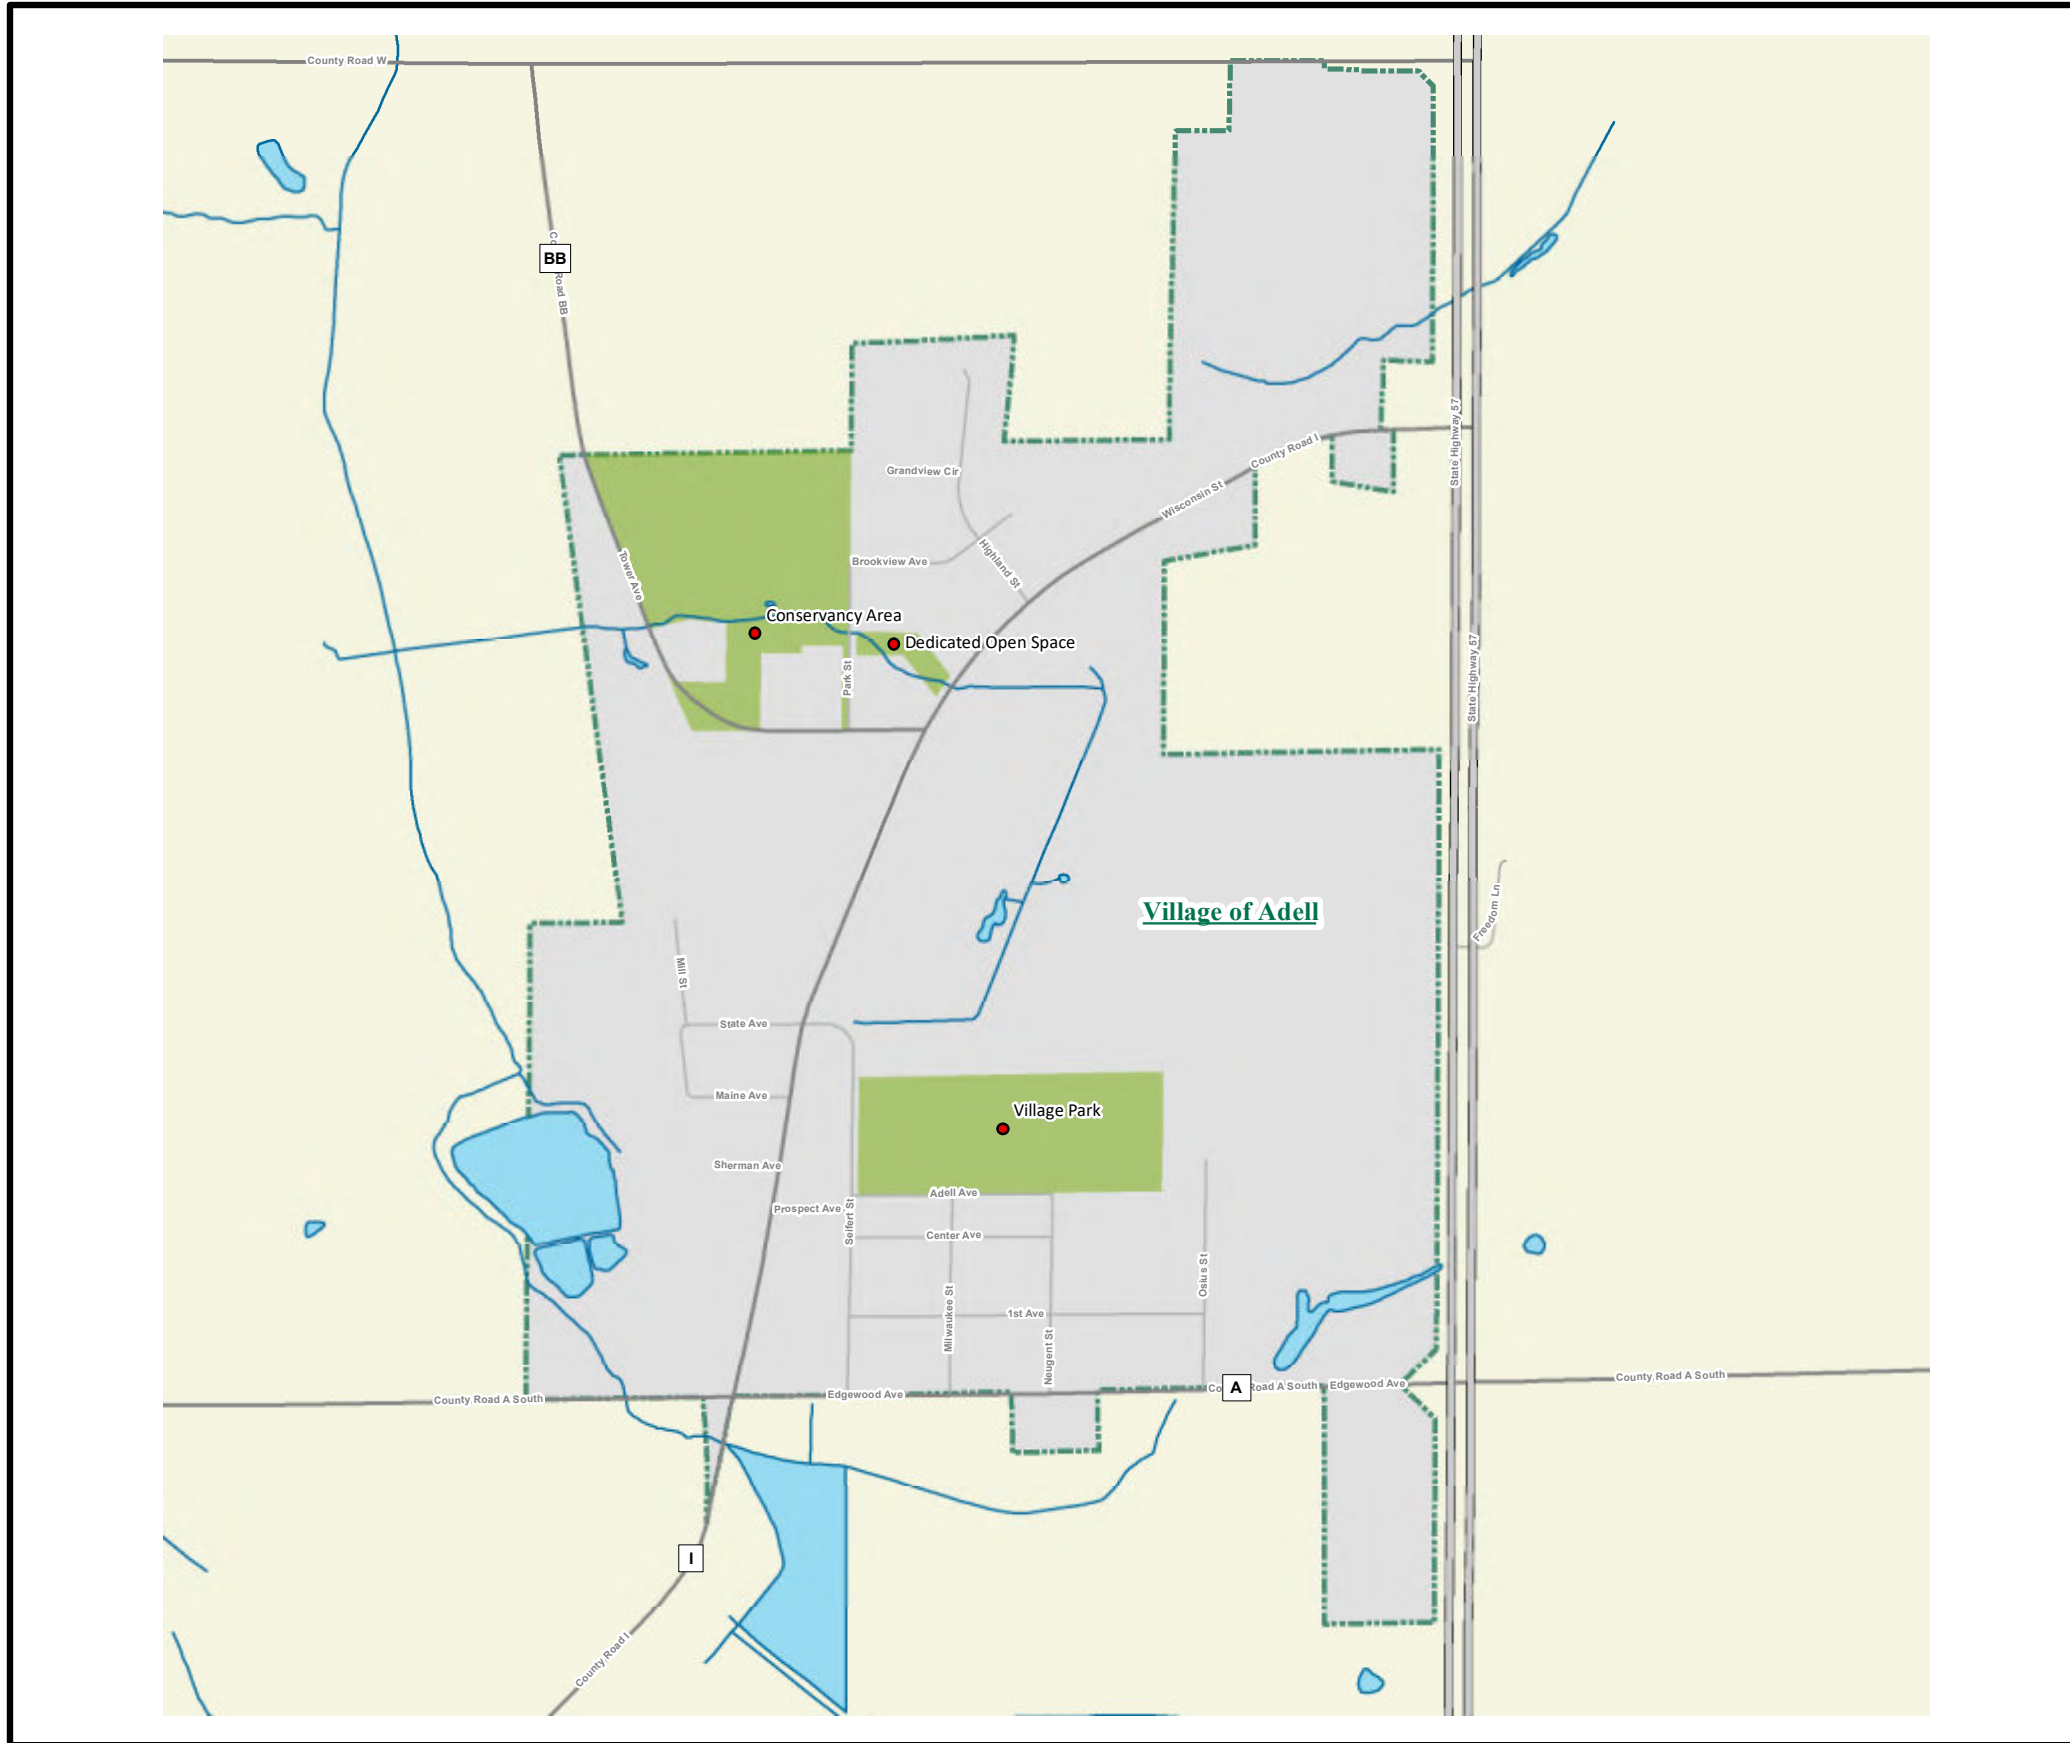 County Road W
BB
Co
Road BB
State Highway 57
County Road I
Grandview Cir
Wisconsin St
Tower Ave
Brookview Ave
Highland St
Conservancy Area
Dedicated Open Space
Park St
State Highway 57
Village of Adell
Freedom Ln
Mill St
State Ave
Maine Ave
Village Park
Sherman Ave
Adell Ave
Prospect Ave
Seifert St
Center Ave
Osius St
1st Ave
Milwaukee St
Neugent St
County Road A South
Edgewood Ave
Co
A
Road A South
Edgewood Ave
County Road A South
I
County Road I